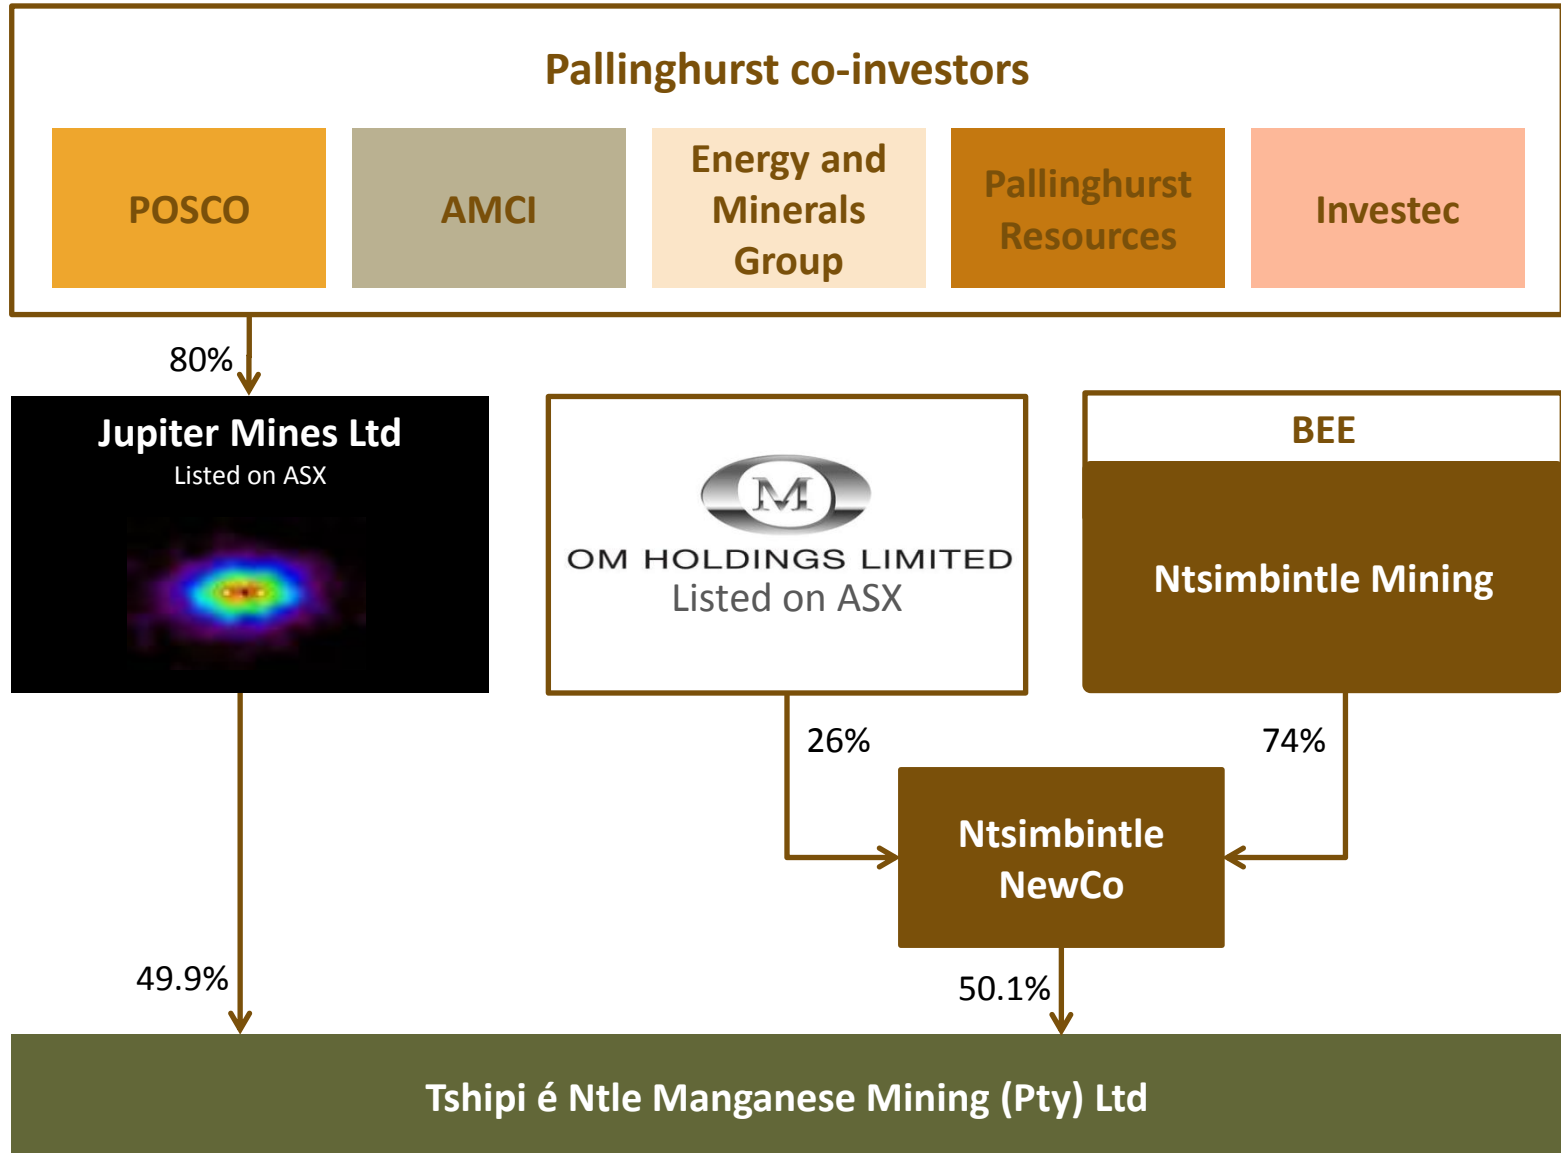 Pallinghurst co-investors
POSCO
AMCI
Energy and
Minerals
Group
Pallinghurst
Resources
Investec
80%
Jupiter Mines Ltd
Listed on ASX
M
OM HOLDINGS LIMITED
Listed on ASX
BEE
Ntsimbintle Mining
26%
74%
Ntsimbintle
NewCo
49.9%
50.1%
Tshipi é Ntle Manganese Mining (Pty) Ltd